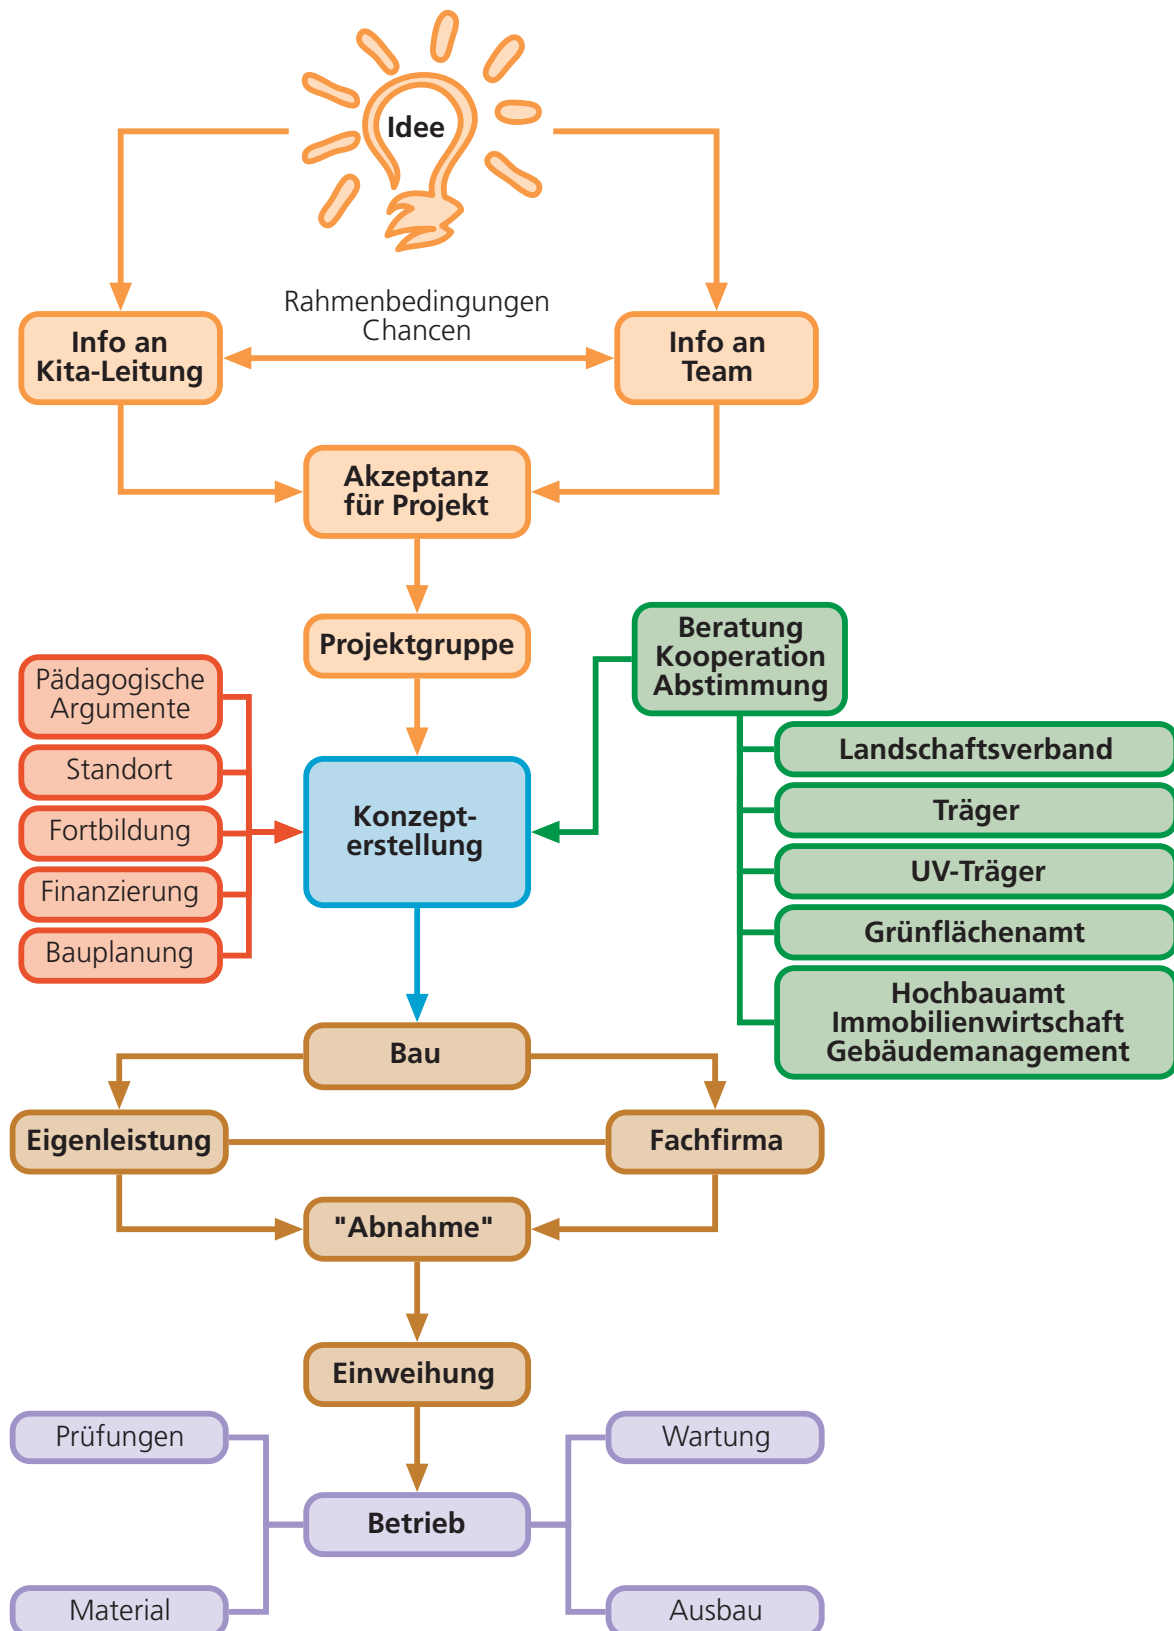 Idee
Rahmenbedingungen
Chancen
Info an
Kita-Leitung
Info an
Team
Akzeptanz
für Projekt
Projektgruppe
Beratung
Kooperation
Abstimmung
Pädagogische
Argumente
Standort
Fortbildung
Finanzierung
Bauplanung
Konzept-
erstellung
Landschaftsverband
Träger
UV-Träger
Grünflächenamt
Hochbauamt
Immobilienwirtschaft
Gebäudemanagement
Bau
Eigenleistung
Fachfirma
"Abnahme"
Einweihung
Prüfungen
Wartung
Betrieb
Material
Ausbau